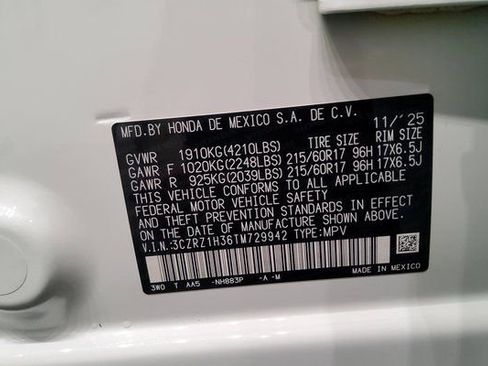 MFD.BY HONDA DE MEXICO S.A. DE C.V. 11/'25
TIRE SIZE RIM SIZE
GVWR 1910KG(4210LBS)
GAWR F 1020KG(2248LBS) 215/60R17 96H 17X6.5J
GAWR R 925KG(2039LBS) 215/60R17 96H 17X6.5J
THIS VEHICLE CONFORMS TO ALL APPLICABLE
FEDERAL MOTOR VEHICLE SAFETY, BUMPER,
AND THEFT PREVENTION STANDARDS IN EFFECT
ON THE DATE OF MANUFACTURE SHOWN ABOVE.
V.I.N.:3CZRZ1H36TM729942 TYPE:MPV
3W0 T AA5 -NH883P -A -M MADE IN MEXICO